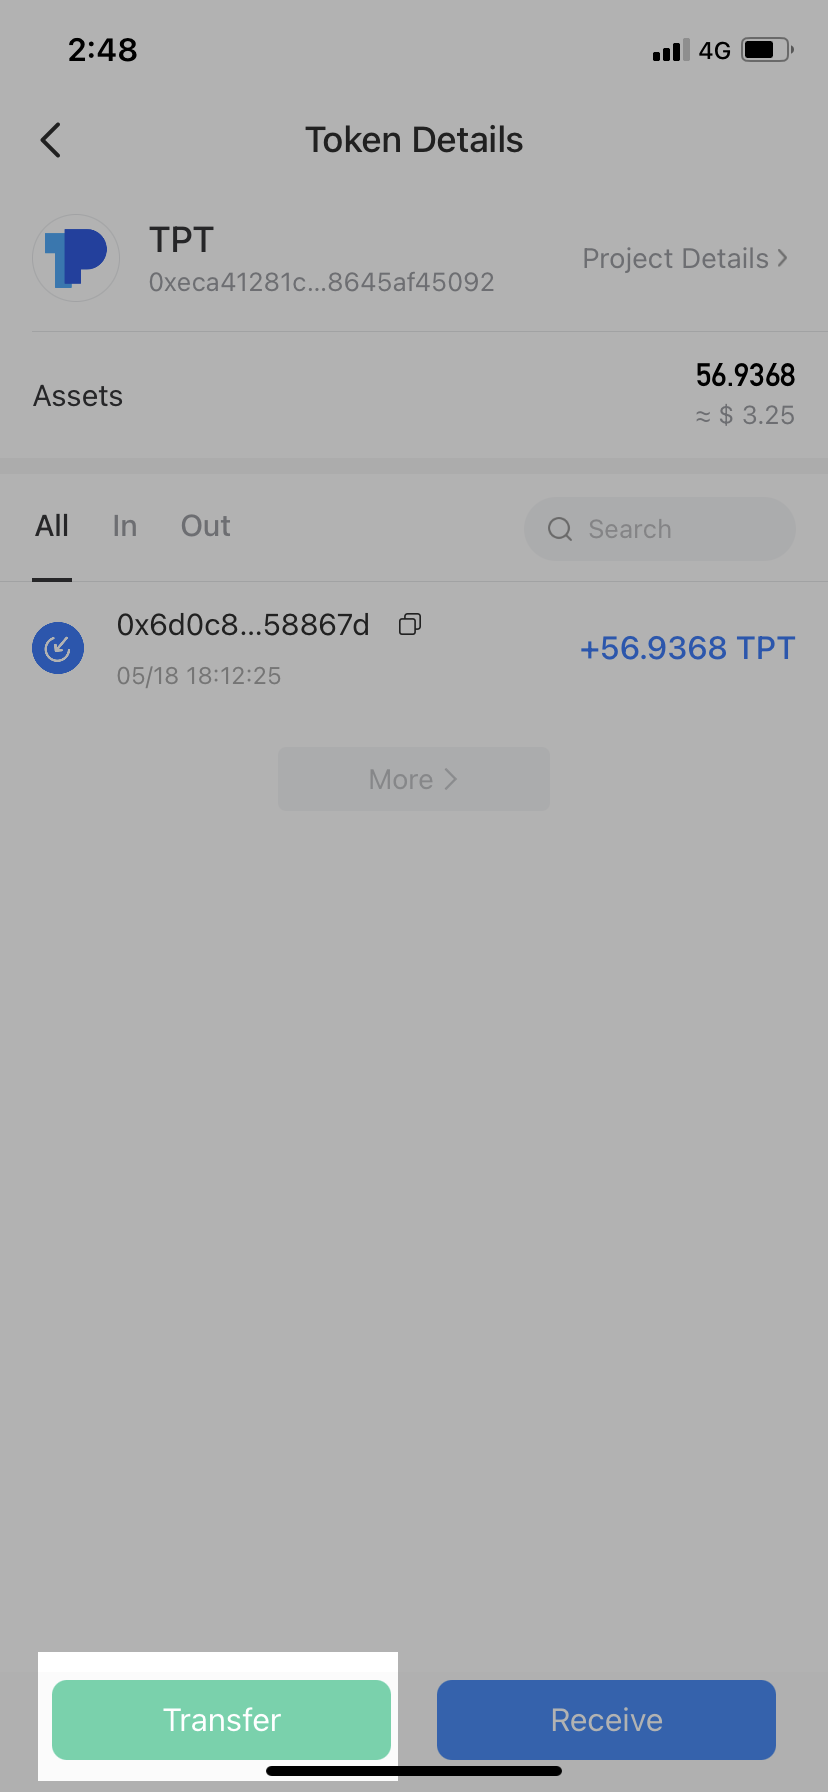 2:48
4G
Token Details
TPT
0xeca41281c...8645af45092
Project Details
Assets
56.9368
≈ $ 3.25
All In Out Search
0x6d0c8...58867d
05/18 18:12:25
+56.9368 TPT
More
Transfer Receive